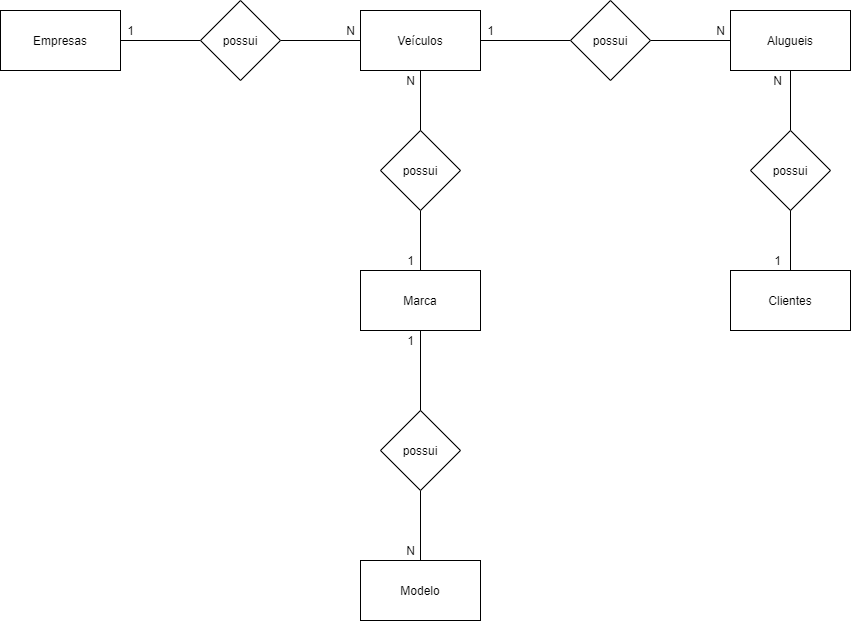 Empresas
1
possui
N
Veículos
1
possui
N
Alugueis
N
possui
1
Marca
N
possui
1
Clientes
1
possui
N
Modelo